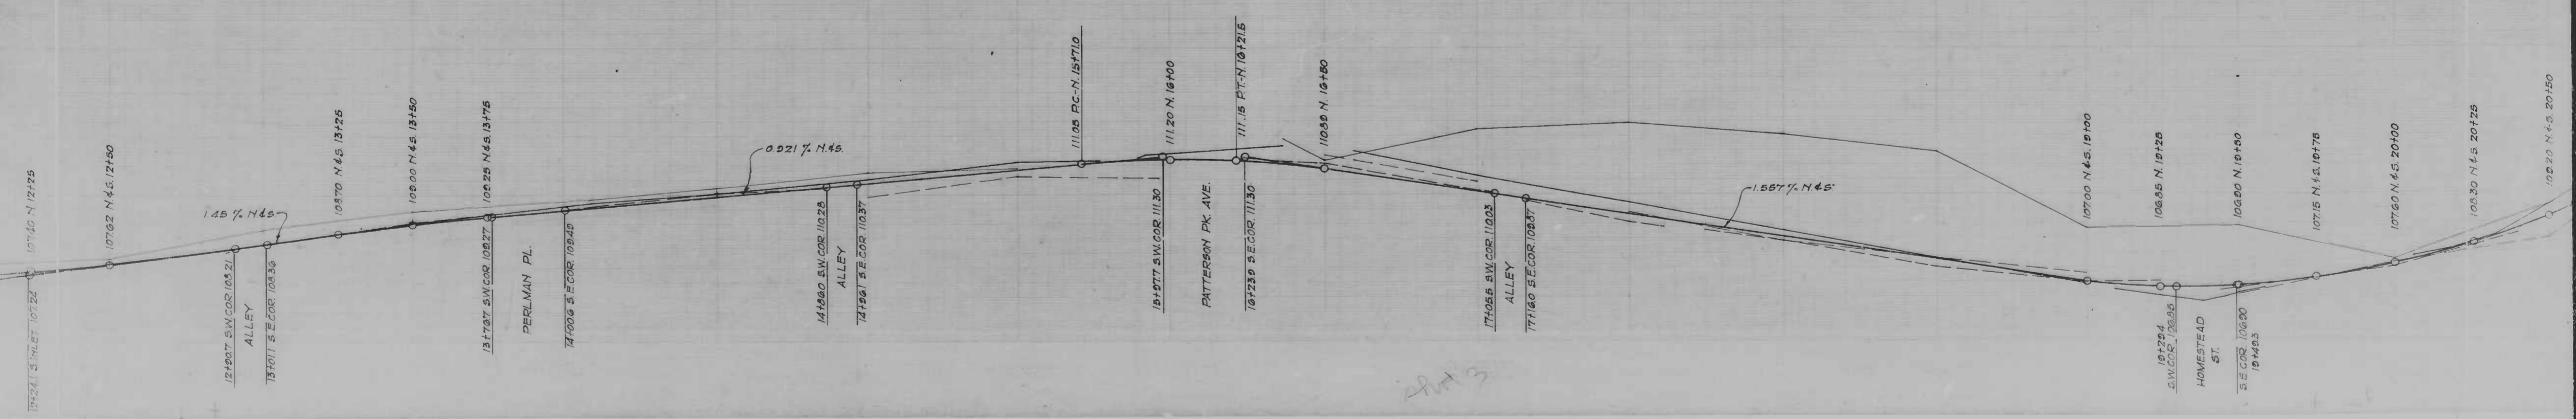 107.40 N 12+25
107.62 N.&S. 12+50
1.45 % N.&S.
108.70 N.&S. 13+25
109.00 N.&S. 13+50
109.25 N.&S. 13+75
0.921 % N.&S.
111.05 P.C.-N. 15+71.0
111.20 N. 16+00
111.15 P.T.-N. 16+21.5
110.89 N. 16+50
1.557 % N.&S.
107.00 N.&S. 19+00
106.85 N. 19+25
106.90 N. 19+50
107.15 N.&S. 19+75
107.60 N.&S. 20+00
108.30 N.&S. 20+25
109.20 N.&S. 20+50
12+24.1 S. INLET 107.24
12+90.7 S.W. COR. 108.21
ALLEY
13+01.1 S.E. COR. 108.36
13+76.7 S.W. COR. 109.27
PERLMAN PL.
14+00.6 S.E. COR. 109.49
14+86.0 S.W. COR. 110.28
ALLEY
14+96.1 S.E. COR. 110.37
15+97.7 S.W. COR. 111.30
PATTERSON PK. AVE.
16+23.9 S.E. COR. 111.30
17+05.5 S.W. COR. 110.03
ALLEY
17+16.0 S.E. COR. 109.87
19+29.4
S.W. COR. 106.85
HOMESTEAD
ST.
S.E. COR. 106.90
19+49.3